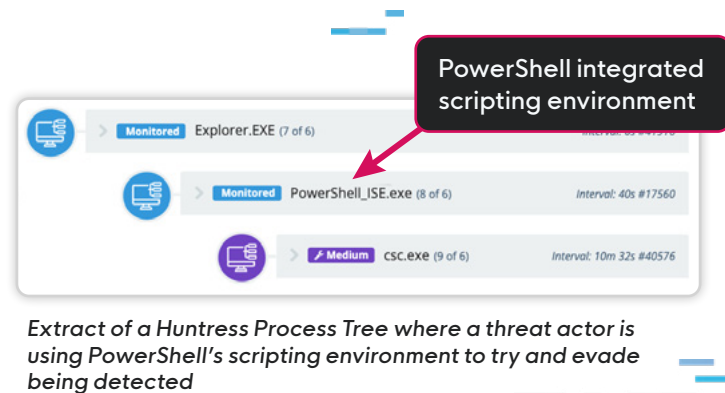 PowerShell integrated
scripting environment
Monitored Explorer.EXE (7 of 6)
Monitored PowerShell_ISE.exe (8 of 6) Interval: 40s #17560
Medium csc.exe (9 of 6) Interval: 10m 32s #40576
Extract of a Huntress Process Tree where a threat actor is
using PowerShell's scripting environment to try and evade
being detected